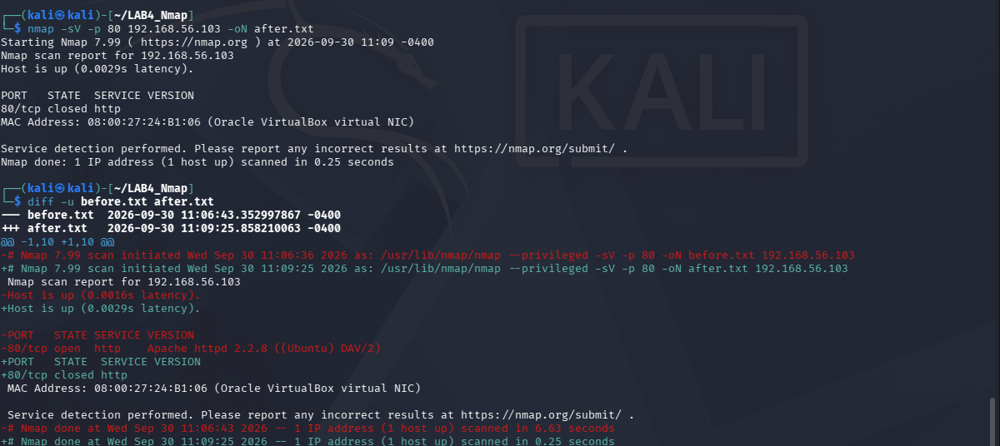 ┌──(kali㉿kali)-[~/LAB4_Nmap]
└─$ nmap -sV -p 80 192.168.56.103 -oN after.txt
Starting Nmap 7.99 ( https://nmap.org ) at 2026-09-30 11:09 -0400
Nmap scan report for 192.168.56.103
Host is up (0.0029s latency).

PORT   STATE  SERVICE VERSION
80/tcp closed http
MAC Address: 08:00:27:24:B1:06 (Oracle VirtualBox virtual NIC)

Service detection performed. Please report any incorrect results at https://nmap.org/submit/ .
Nmap done: 1 IP address (1 host up) scanned in 0.25 seconds

┌──(kali㉿kali)-[~/LAB4_Nmap]
└─$ diff -u before.txt after.txt
--- before.txt  2026-09-30 11:06:43.352997867 -0400
+++ after.txt   2026-09-30 11:09:25.858210063 -0400
@@ -1,10 +1,10 @@
-# Nmap 7.99 scan initiated Wed Sep 30 11:06:36 2026 as: /usr/lib/nmap/nmap --privileged -sV -p 80 -oN before.txt 192.168.56.103
+# Nmap 7.99 scan initiated Wed Sep 30 11:09:25 2026 as: /usr/lib/nmap/nmap --privileged -sV -p 80 -oN after.txt 192.168.56.103
 Nmap scan report for 192.168.56.103
-Host is up (0.0016s latency).
+Host is up (0.0029s latency).

-PORT   STATE SERVICE VERSION
-80/tcp open  http    Apache httpd 2.2.8 ((Ubuntu) DAV/2)
+PORT   STATE  SERVICE VERSION
+80/tcp closed http
 MAC Address: 08:00:27:24:B1:06 (Oracle VirtualBox virtual NIC)

 Service detection performed. Please report any incorrect results at https://nmap.org/submit/ .
-# Nmap done at Wed Sep 30 11:06:43 2026 -- 1 IP address (1 host up) scanned in 6.63 seconds
+# Nmap done at Wed Sep 30 11:09:25 2026 -- 1 IP address (1 host up) scanned in 0.25 seconds
KALI